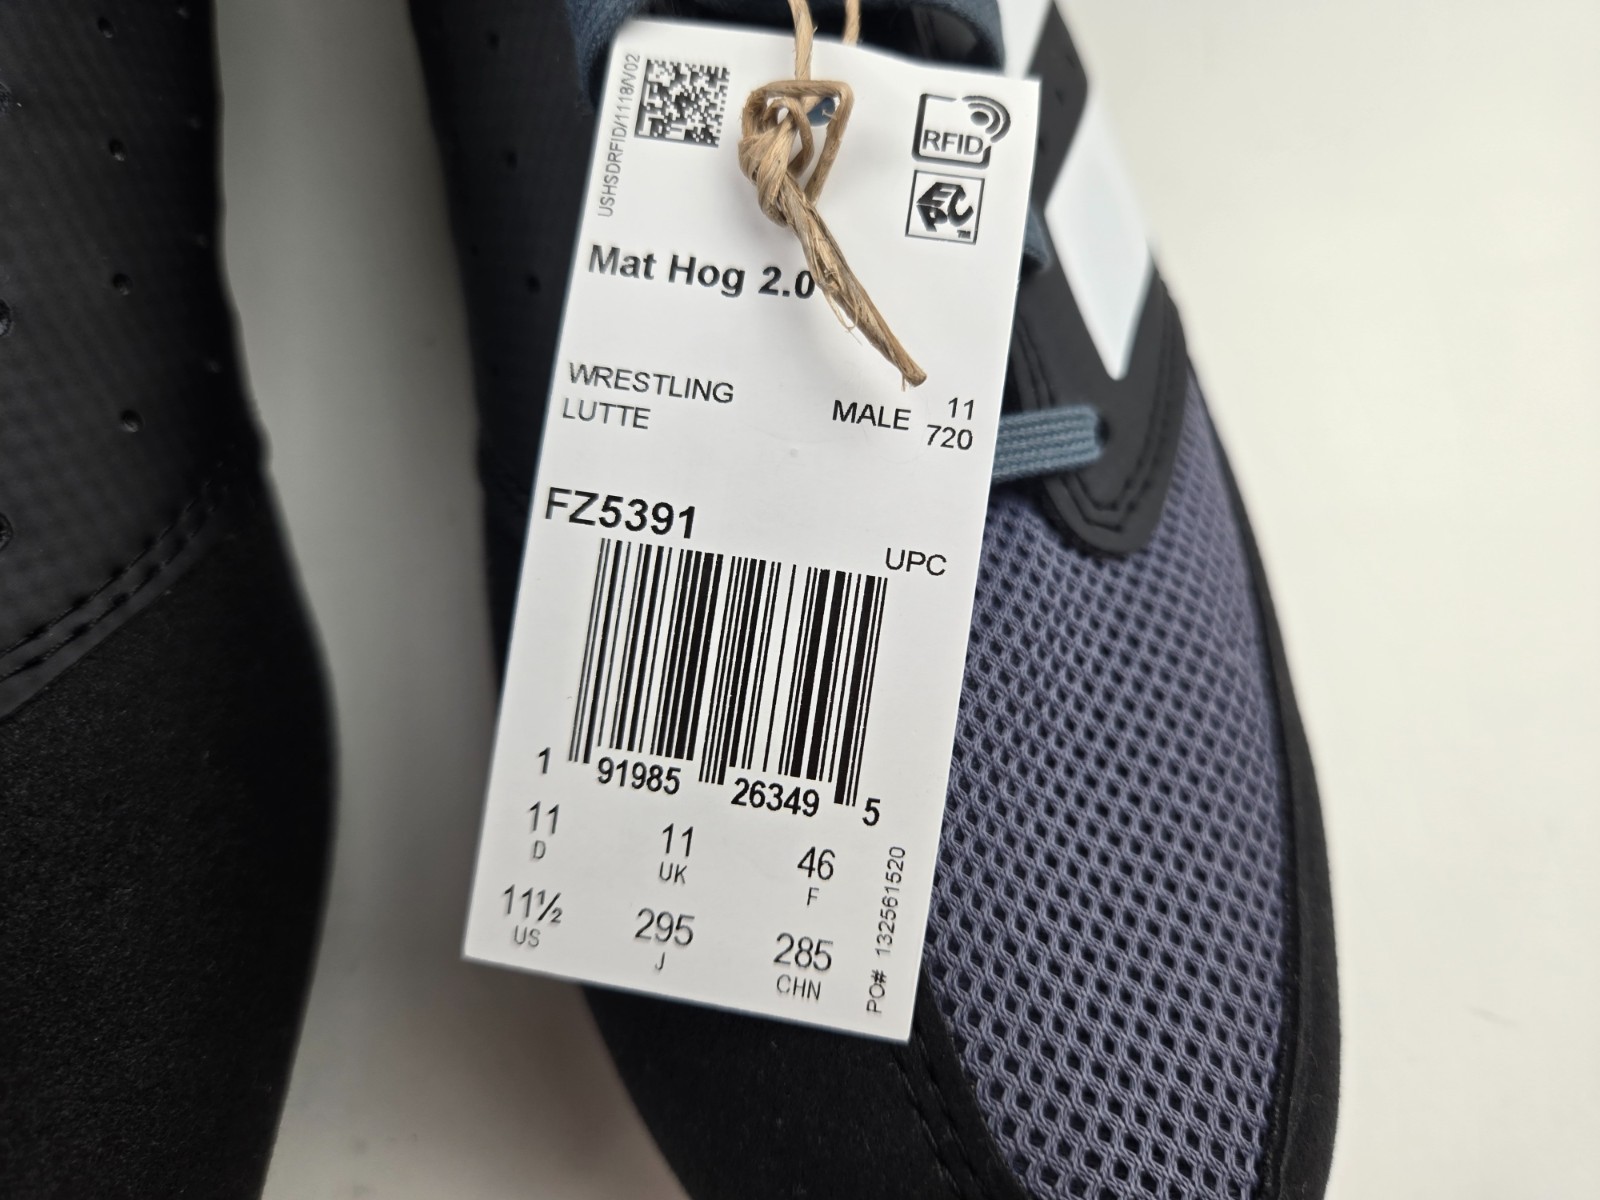 USHSDRFID/1118/V02
RFID
EPC™
Mat Hog 2.0
WRESTLING
LUTTE
MALE 11
720
FZ5391
UPC
1 91985 26349 5
11 11 46
D UK F
11½ 295 285
US J CHN
PO# 132561520